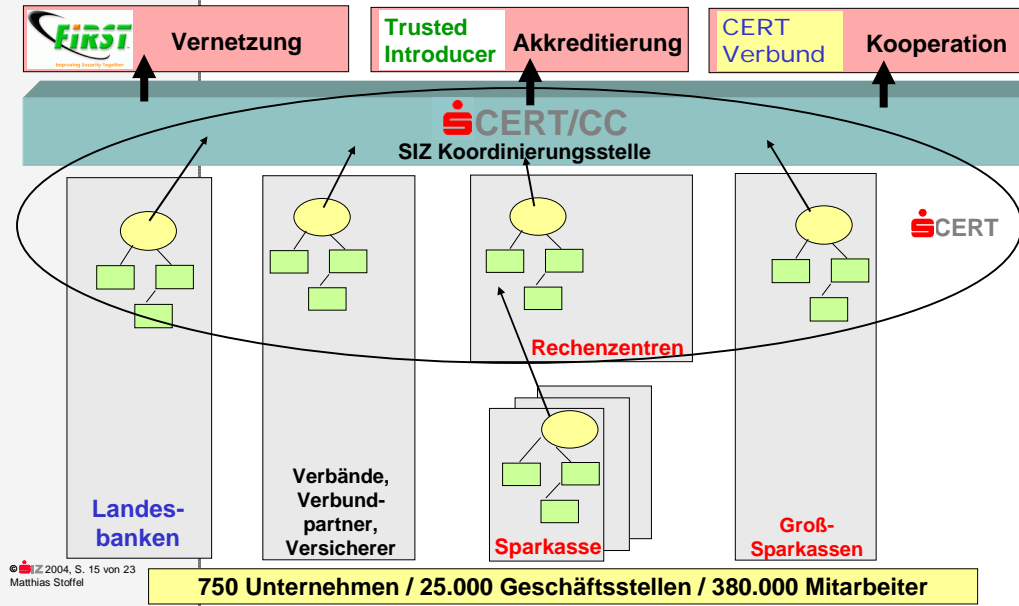 FiRST
Improving Security Together
Vernetzung
Trusted
Introducer
Akkreditierung
CERT
Verbund
Kooperation
CERT/CC
SIZ Koordinierungsstelle
CERT
Rechenzentren
Landes-
banken
Verbände,
Verbund-
partner,
Versicherer
Sparkasse
Groß-
Sparkassen
© SIZ 2004, S. 15 von 23
Matthias Stoffel
750 Unternehmen / 25.000 Geschäftsstellen / 380.000 Mitarbeiter